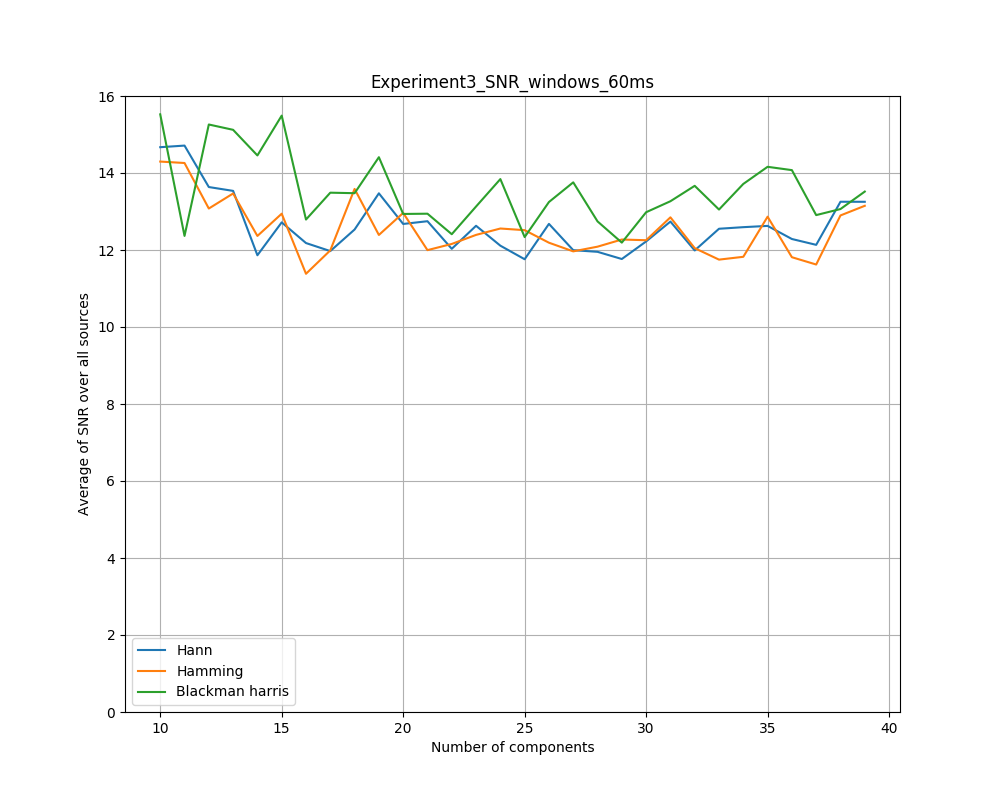 Experiment3_SNR_windows_60ms
16
14
12
10
8
6
4
2
0
Average of SNR over all sources
Hann
Hamming
Blackman harris
10 15 20 25 30 35 40
Number of components